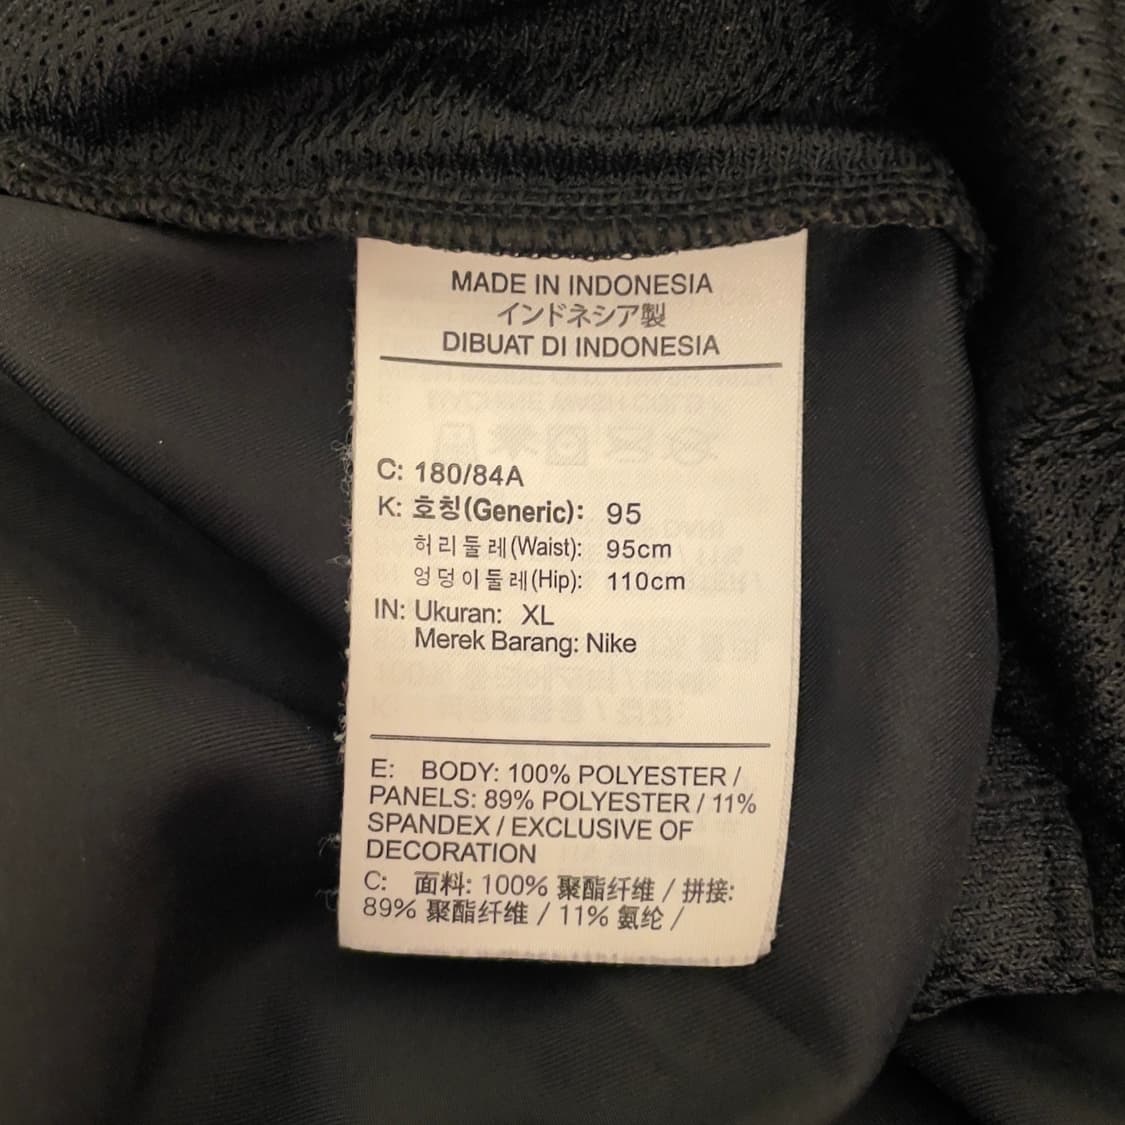 MADE IN INDONESIA
インドネシア製
DIBUAT DI INDONESIA
C: 180/84A
K: 호칭(Generic): 95
허리둘레(Waist): 95cm
엉덩이둘레(Hip): 110cm
IN: Ukuran: XL
Merek Barang: Nike
E: BODY: 100% POLYESTER /
PANELS: 89% POLYESTER / 11%
SPANDEX / EXCLUSIVE OF
DECORATION
C: 面料: 100% 聚酯纤维 / 拼接:
89% 聚酯纤维 / 11% 氨纶 /